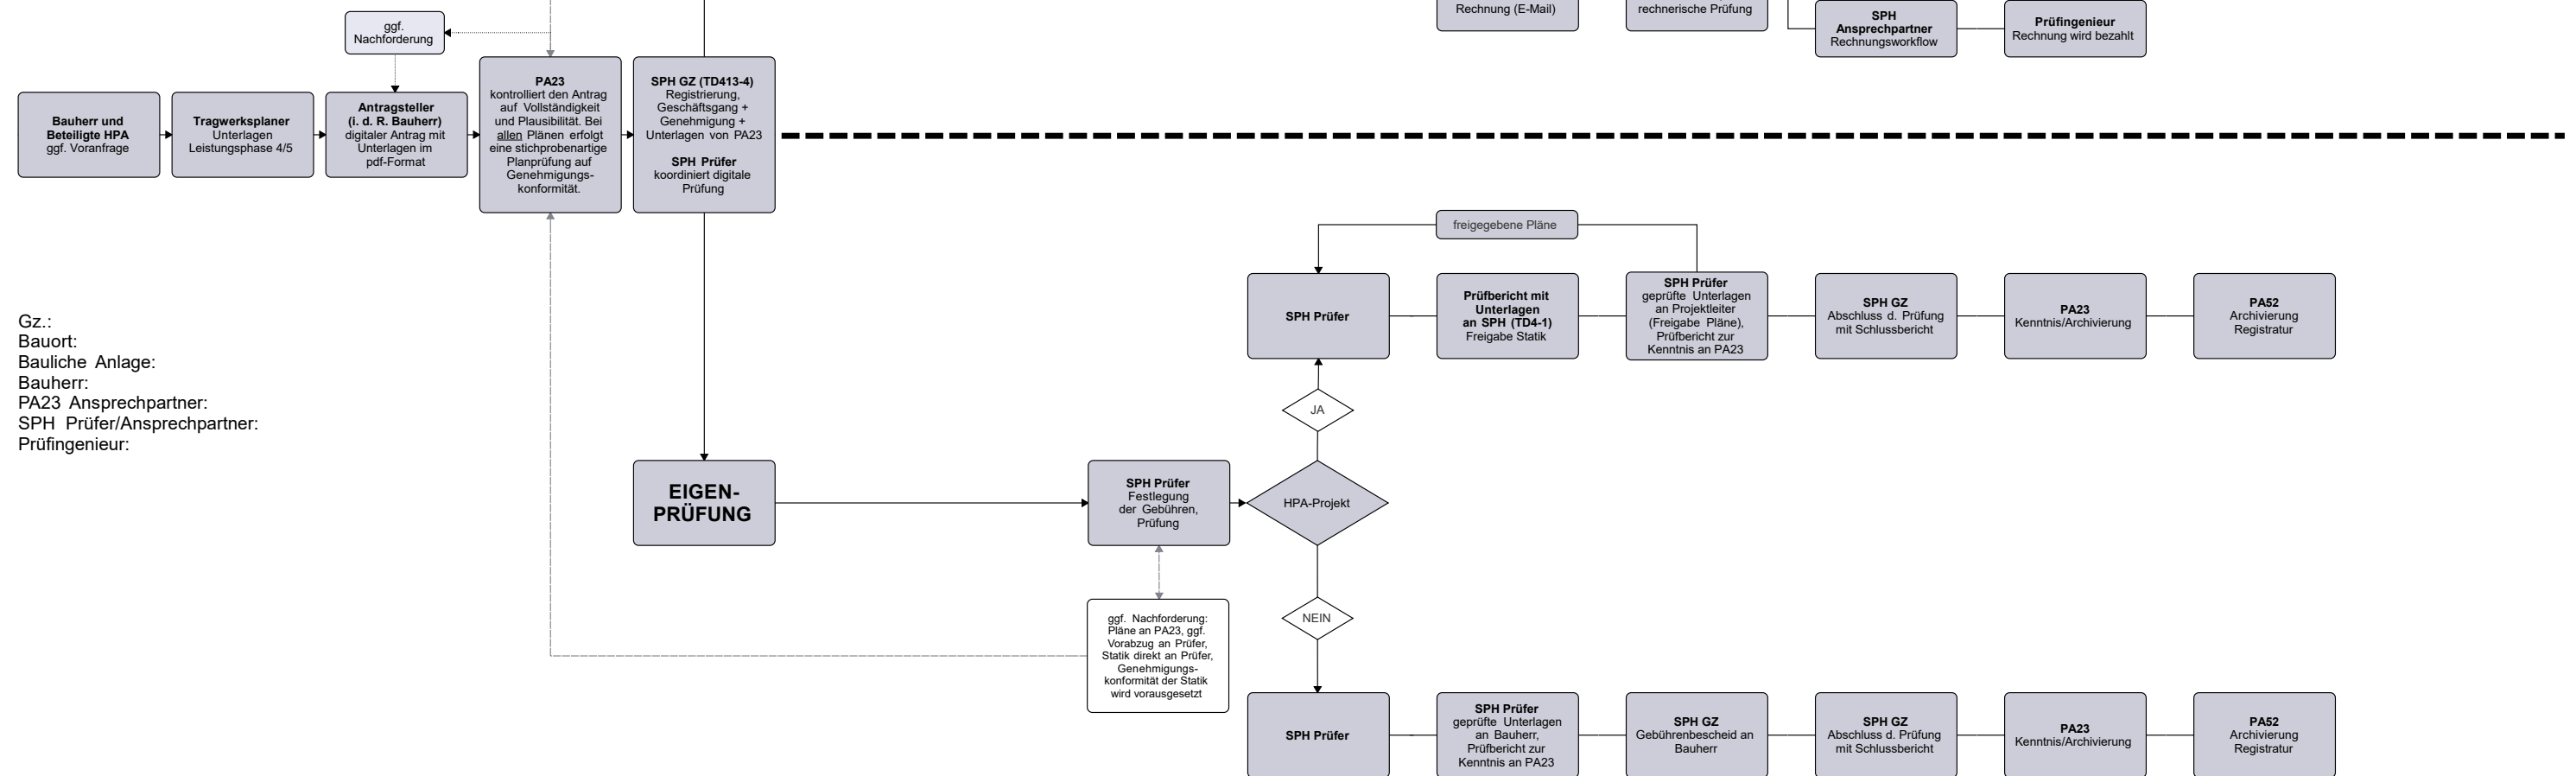 Rechnung (E-Mail)
rechnerische Prüfung
SPH
Ansprechpartner
Rechnungsworkflow
Prüfingenieur
Rechnung wird bezahlt
ggf.
Nachforderung
Bauherr und
Beteiligte HPA
ggf. Voranfrage
Tragwerksplaner
Unterlagen
Leistungsphase 4/5
Antragsteller
(i. d. R. Bauherr)
digitaler Antrag mit
Unterlagen im
pdf-Format
PA23
kontrolliert den Antrag
auf Vollständigkeit
und Plausibilität. Bei
allen Plänen erfolgt
eine stichprobenartige
Planprüfung auf
Genehmigungs-
konformität.
SPH GZ (TD413-4)
Registrierung,
Geschäftsgang +
Genehmigung +
Unterlagen von PA23
SPH Prüfer
koordiniert digitale
Prüfung
freigegebene Pläne
SPH Prüfer
Prüfbericht mit
Unterlagen
an SPH (TD4-1)
Freigabe Statik
SPH Prüfer
geprüfte Unterlagen
an Projektleiter
(Freigabe Pläne),
Prüfbericht zur
Kenntnis an PA23
SPH GZ
Abschluss d. Prüfung
mit Schlussbericht
PA23
Kenntnis/Archivierung
PA52
Archivierung
Registratur
Gz.:
Bauort:
Bauliche Anlage:
Bauherr:
PA23 Ansprechpartner:
SPH Prüfer/Ansprechpartner:
Prüfingenieur:
JA
EIGEN-
PRÜFUNG
SPH Prüfer
Festlegung
der Gebühren,
Prüfung
HPA-Projekt
ggf. Nachforderung:
Pläne an PA23, ggf.
Vorabzug an Prüfer,
Statik direkt an Prüfer,
Genehmigungs-
konformität der Statik
wird vorausgesetzt
NEIN
SPH Prüfer
SPH Prüfer
geprüfte Unterlagen
an Bauherr,
Prüfbericht zur
Kenntnis an PA23
SPH GZ
Gebührenbescheid an
Bauherr
SPH GZ
Abschluss d. Prüfung
mit Schlussbericht
PA23
Kenntnis/Archivierung
PA52
Archivierung
Registratur